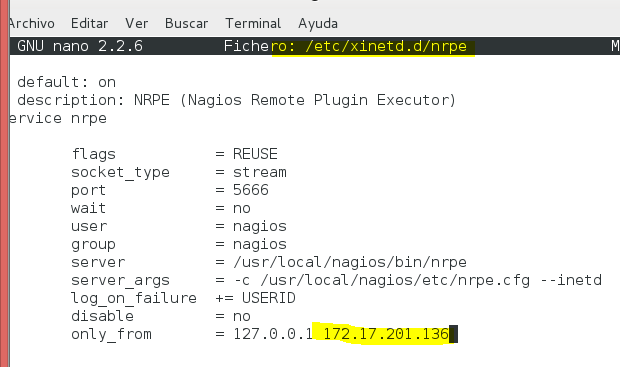 Archivo Editar Ver Buscar Terminal Ayuda
GNU nano 2.2.6 Fichero: /etc/xinetd.d/nrpe M
default: on
description: NRPE (Nagios Remote Plugin Executor)
ervice nrpe
flags = REUSE
socket_type = stream
port = 5666
wait = no
user = nagios
group = nagios
server = /usr/local/nagios/bin/nrpe
server_args = -c /usr/local/nagios/etc/nrpe.cfg --inetd
log_on_failure += USERID
disable = no
only_from = 127.0.0.1 172.17.201.136